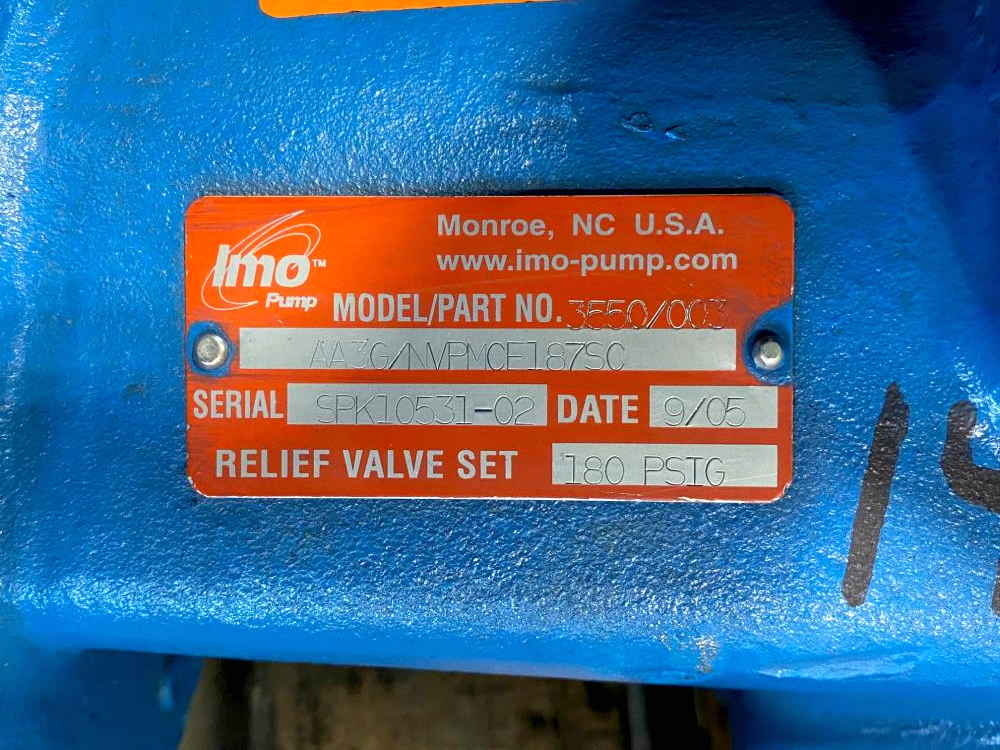 Imo™
Pump
Monroe, NC U.S.A.
www.imo-pump.com
MODEL/PART NO. 3550/003
AA3G/NVPMCE187SC
SERIAL SPK10531-02 DATE 9/05
RELIEF VALVE SET 180 PSIG